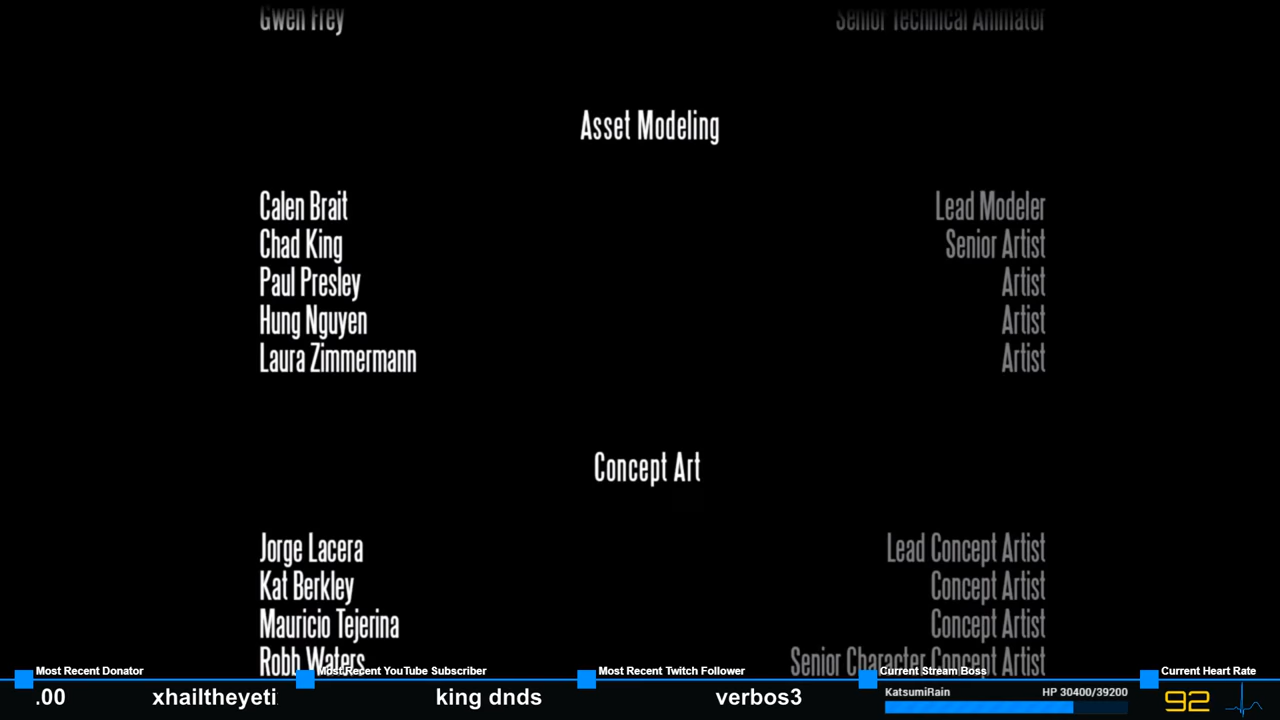 Gwen Frey Senior Technical Animator
Asset Modeling
Calen Brait Lead Modeler
Chad King Senior Artist
Paul Presley Artist
Hung Nguyen Artist
Laura Zimmermann Artist
Concept Art
Jorge Lacera Lead Concept Artist
Kat Berkley Concept Artist
Mauricio Tejerina Concept Artist
Robb Waters Senior Character Concept Artist
Most Recent Donator Most Recent YouTube Subscriber Most Recent Twitch Follower Current Stream Boss Current Heart Rate
KatsumiRain HP 30400/39200
.00 xhailtheyeti king dnds verbos3 92